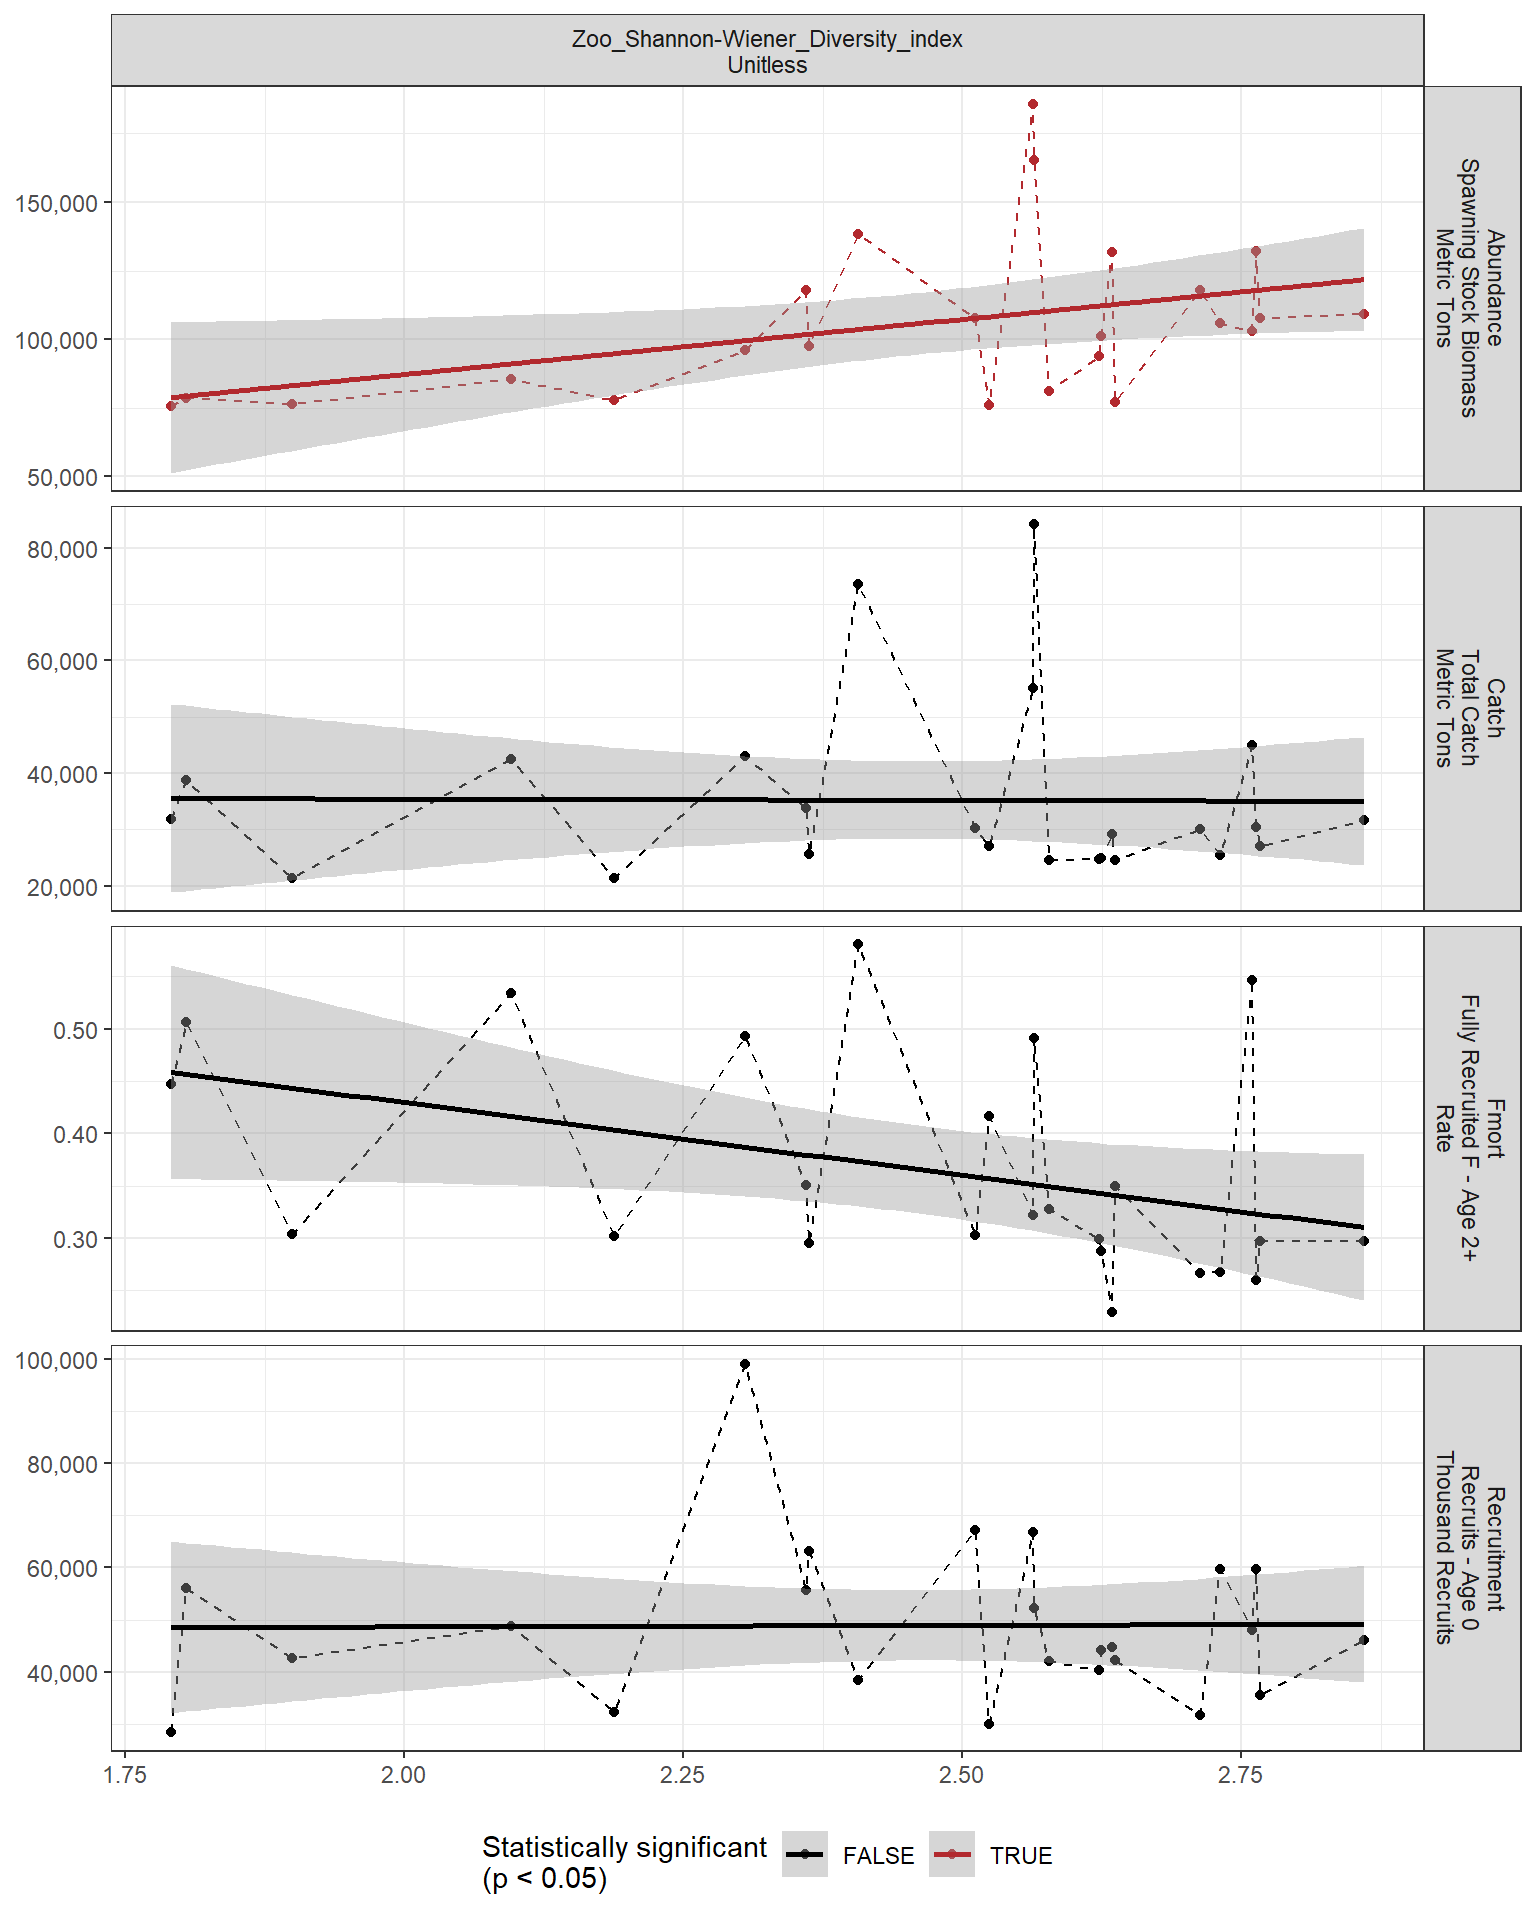 Zoo_Shannon-Wiener_Diversity_index
Unitless
150,000
100,000
50,000
Abundance
Spawning Stock Biomass
Metric Tons
80,000
60,000
40,000
20,000
Catch
Total Catch
Metric Tons
0.50
0.40
0.30
Fmort
Fully Recruited F - Age 2+
Rate
100,000
80,000
60,000
40,000
Recruitment
Recruits - Age 0
Thousand Recruits
1.75
2.00
2.25
2.50
2.75
Statistically significant
(p < 0.05)
FALSE
TRUE